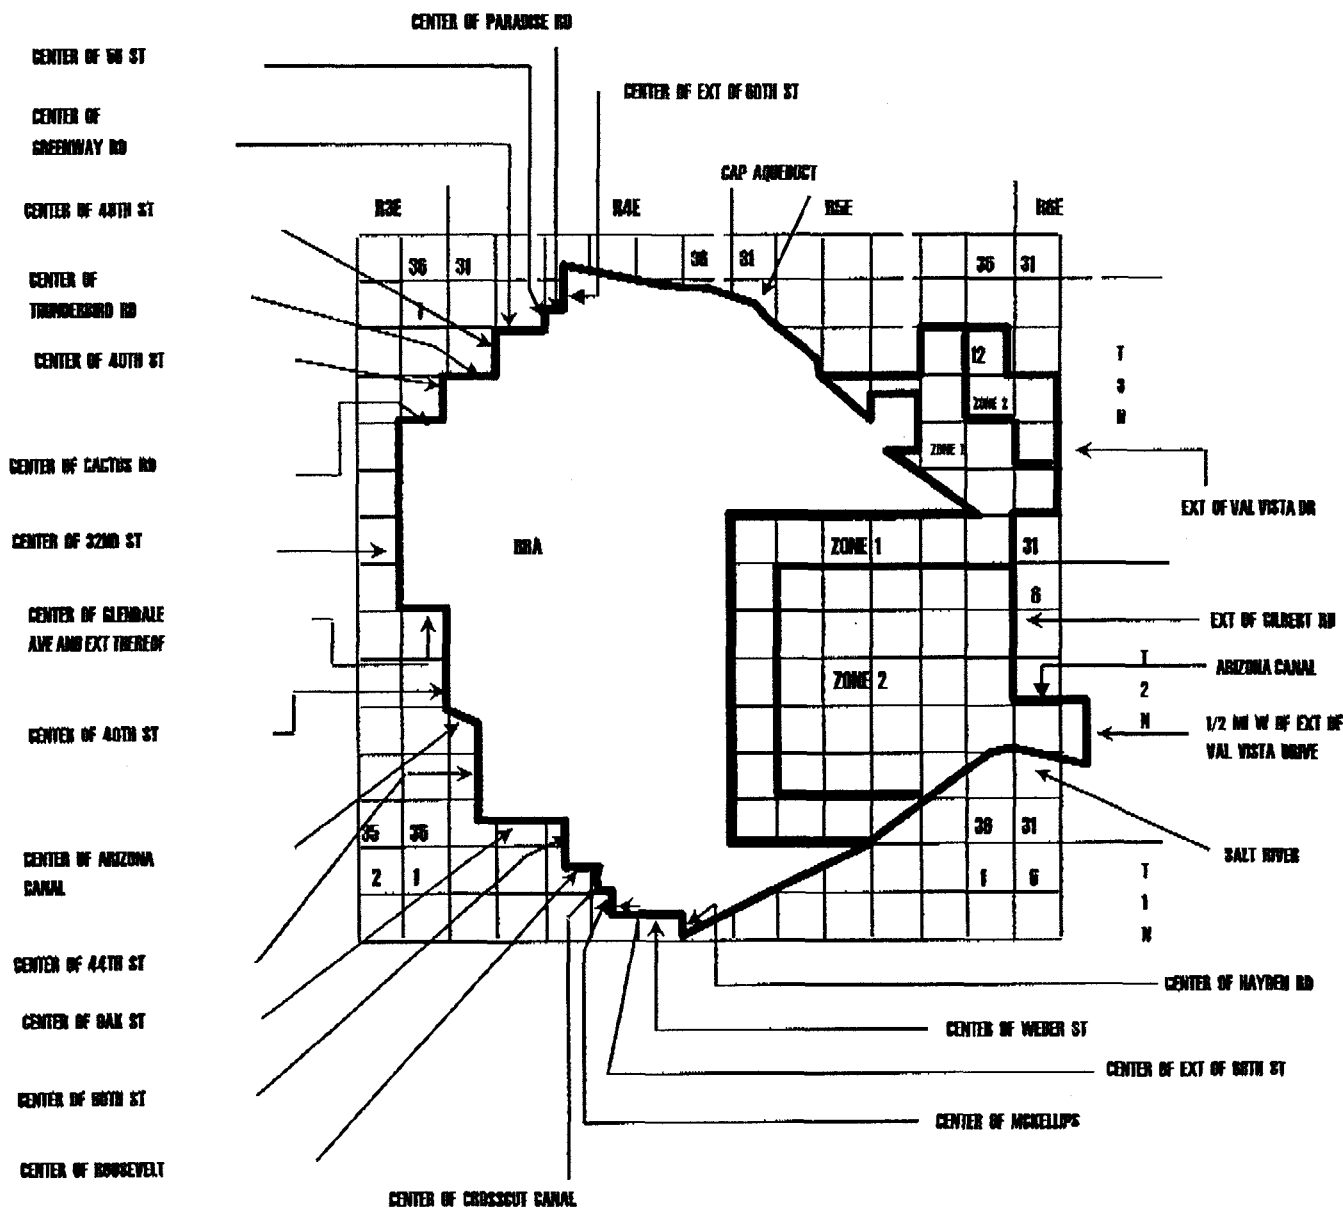 CENTER OF PARADISE RD
CENTER OF 56 ST
CENTER OF EXT OF 60TH ST
CENTER OF
GREENWAY RD
CAP AQUEDUCT
CENTER OF 48TH ST
R3E
R4E
R5E
R6E
36 31
36 31
36 31
CENTER OF
THUNDERBIRD RD
1
CENTER OF 40TH ST
12
T
3
N
ZONE 2
ZONE 1
CENTER OF CACTUS RD
EXT OF VAL VISTA DR
CENTER OF 32ND ST
BRA
ZONE 1
31
6
CENTER OF GLENDALE
AVE AND EXT THEREOF
EXT OF GILBERT RD
T
2
N
ARIZONA CANAL
ZONE 2
CENTER OF 40TH ST
1/2 MI W OF EXT OF
VAL VISTA DRIVE
35 36
36 31
CENTER OF ARIZONA
CANAL
SALT RIVER
2 1
1 6
T
1
N
CENTER OF 44TH ST
CENTER OF HAYDEN RD
CENTER OF OAK ST
CENTER OF WEBER ST
CENTER OF EXT OF 66TH ST
CENTER OF 60TH ST
CENTER OF MCKELLIPS
CENTER OF ROOSEVELT
CENTER OF CROSSCUT CANAL